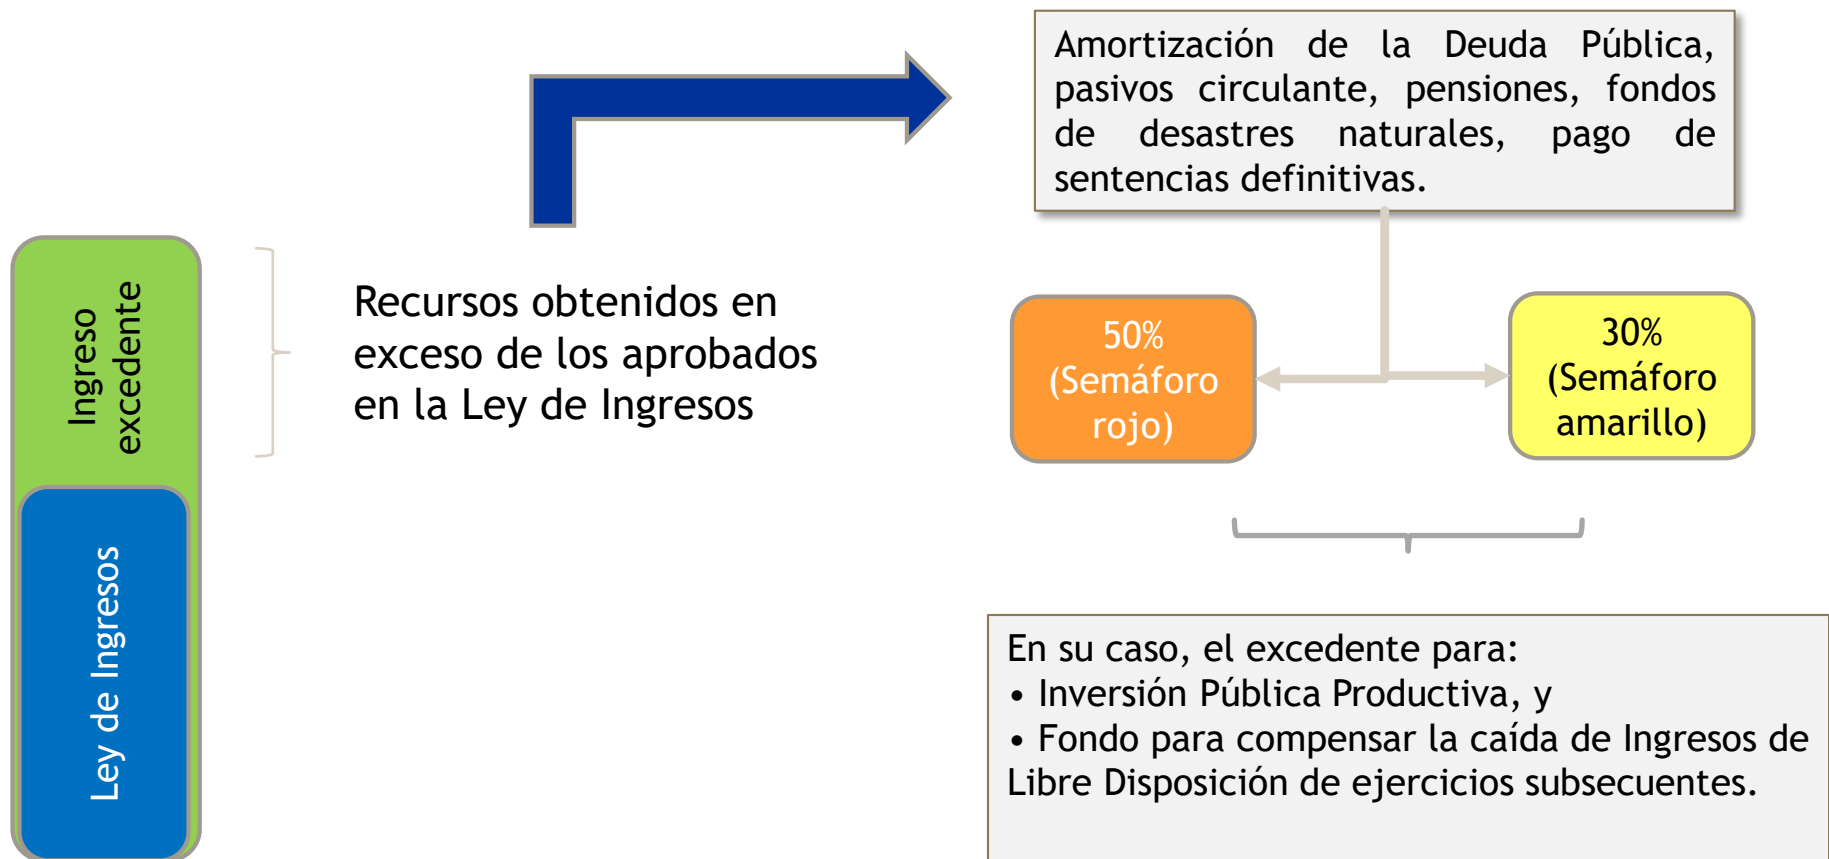 Amortización de la Deuda Pública,
pasivos circulante, pensiones, fondos
de desastres naturales, pago de
sentencias definitivas.
Ingreso
excedente
Recursos obtenidos en
exceso de los aprobados
en la Ley de Ingresos
50%
(Semáforo
rojo)
30%
(Semáforo
amarillo)
Ley de Ingresos
En su caso, el excedente para:
• Inversión Pública Productiva, y
• Fondo para compensar la caída de Ingresos de
Libre Disposición de ejercicios subsecuentes.